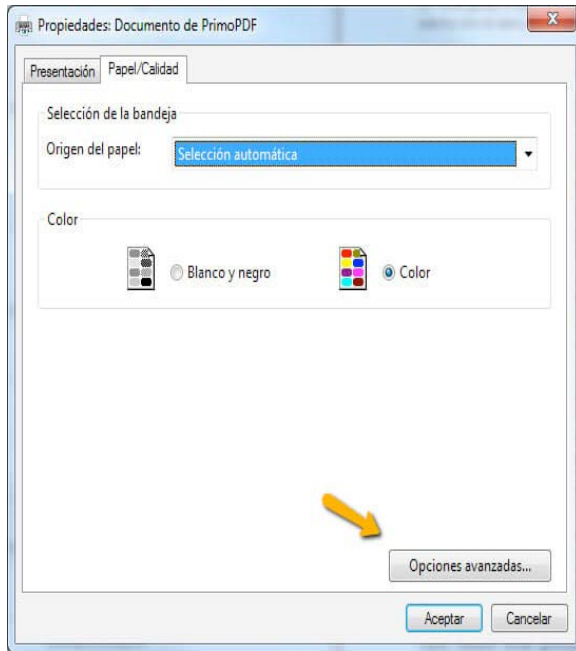 Propiedades: Documento de PrimoPDF
Presentación Papel/Calidad
Selección de la bandeja
Origen del papel: Selección automática
Color
Blanco y negro Color
Opciones avanzadas...
Aceptar Cancelar